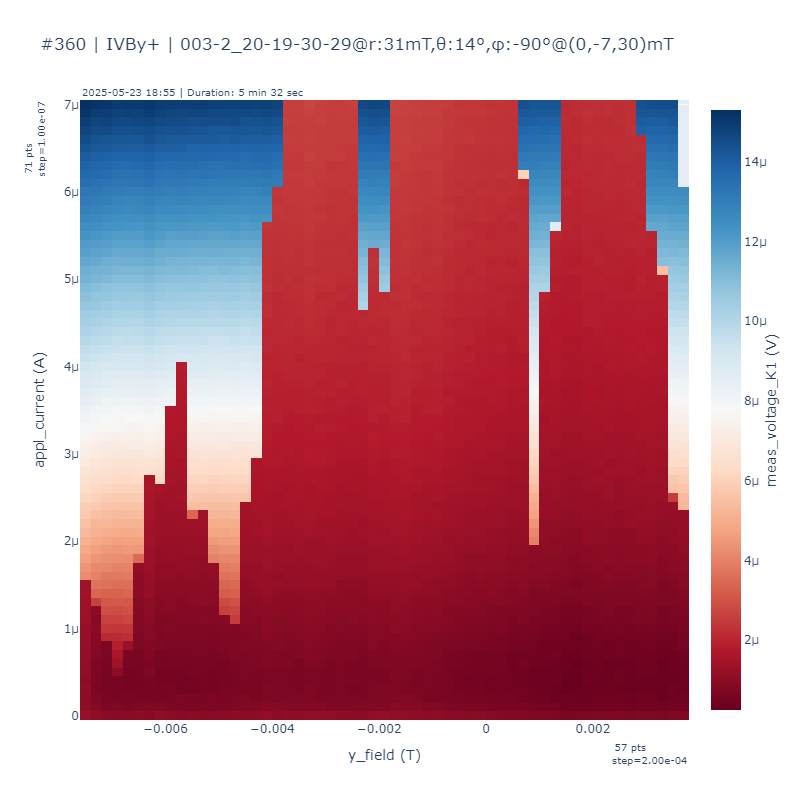 #360 | IVBy+ | 003-2_20-19-30-29@r:31mT,θ:14°,φ:-90°@(0,-7,30)mT
2025-05-23 18:55 | Duration: 5 min 32 sec
71 pts
step=1.00e-07
7μ
6μ
5μ
4μ
3μ
2μ
1μ
0
appl_current (A)
−0.006
−0.004
−0.002
0
0.002
y_field (T)
57 pts
step=2.00e-04
14μ
12μ
10μ
8μ
6μ
4μ
2μ
meas_voltage_K1 (V)